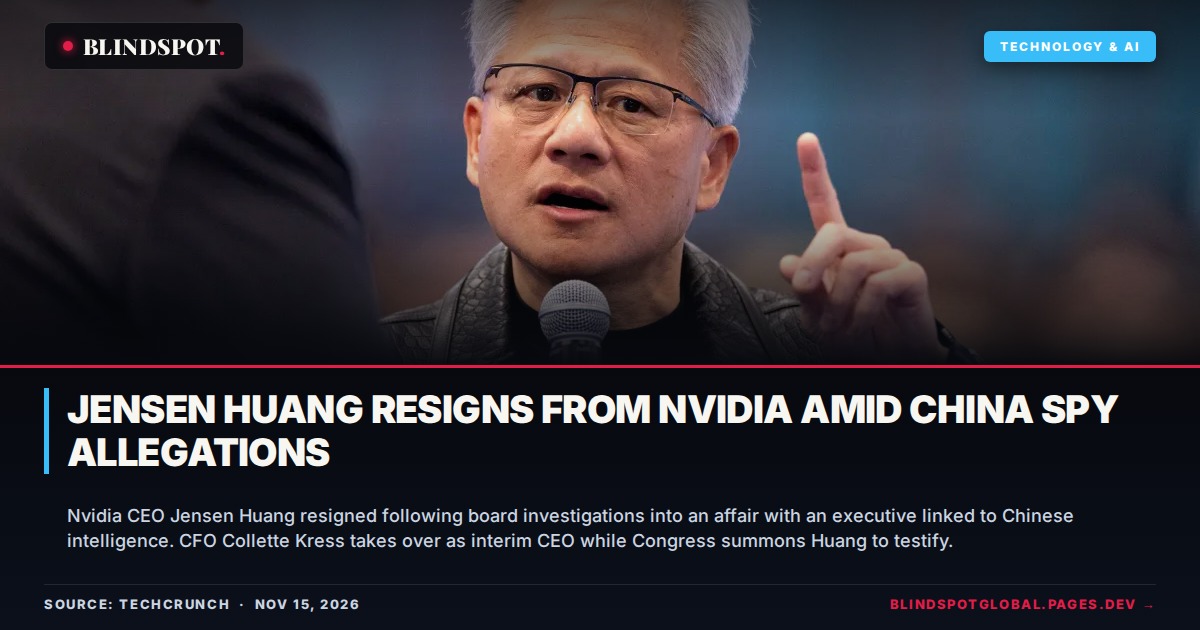 BLINDSPOT.
TECHNOLOGY & AI
JENSEN HUANG RESIGNS FROM NVIDIA AMID CHINA SPY
ALLEGATIONS
Nvidia CEO Jensen Huang resigned following board investigations into an affair with an executive linked to Chinese
intelligence. CFO Collette Kress takes over as interim CEO while Congress summons Huang to testify.
SOURCE: TECHCRUNCH · NOV 15, 2026
BLINDSPOTGLOBAL.PAGES.DEV →